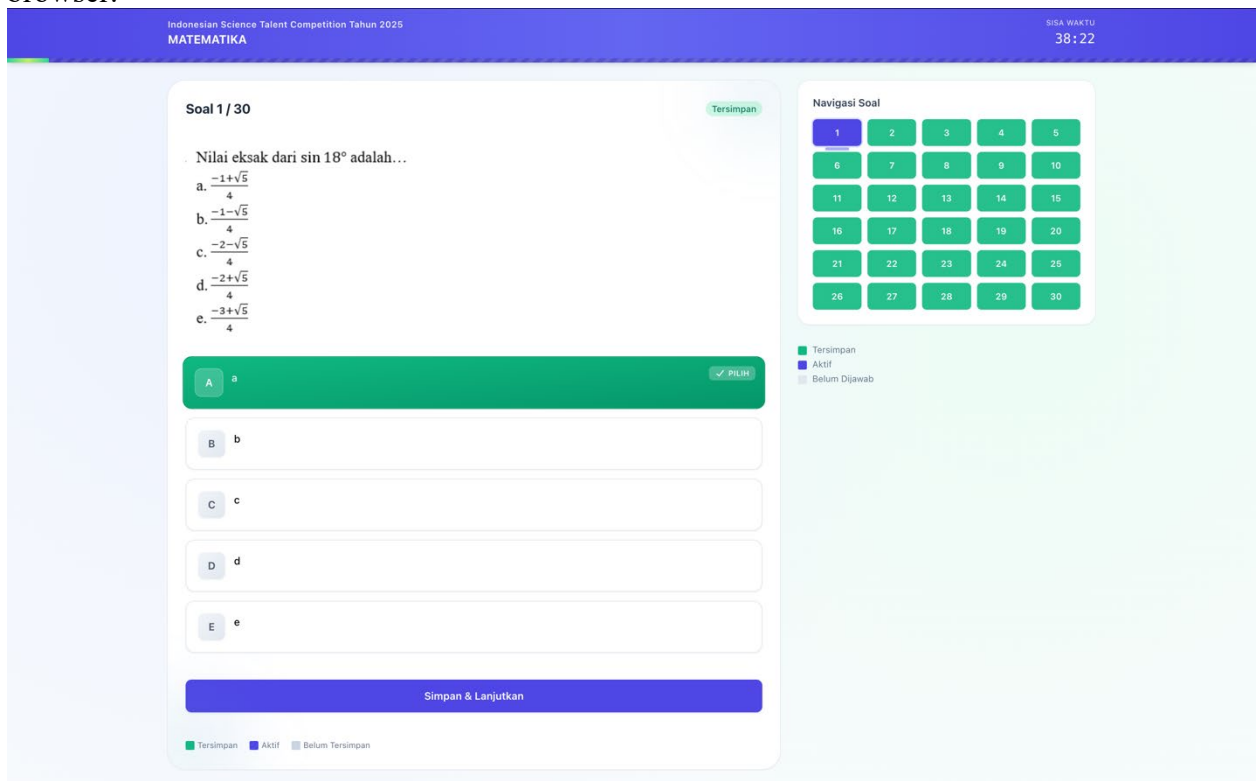 browser.
Indonesian Science Talent Competition Tahun 2025
MATEMATIKA
SISA WAKTU
38:22
Soal 1 / 30
Tersimpan
Nilai eksak dari sin 18° adalah…
a. (−1+√5)/4
b. (−1−√5)/4
c. (−2−√5)/4
d. (−2+√5)/4
e. (−3+√5)/4
A a
✓ PILIH
B b
C c
D d
E e
Simpan & Lanjutkan
Tersimpan Aktif Belum Tersimpan
Navigasi Soal
1 2 3 4 5
6 7 8 9 10
11 12 13 14 15
16 17 18 19 20
21 22 23 24 25
26 27 28 29 30
Tersimpan
Aktif
Belum Dijawab